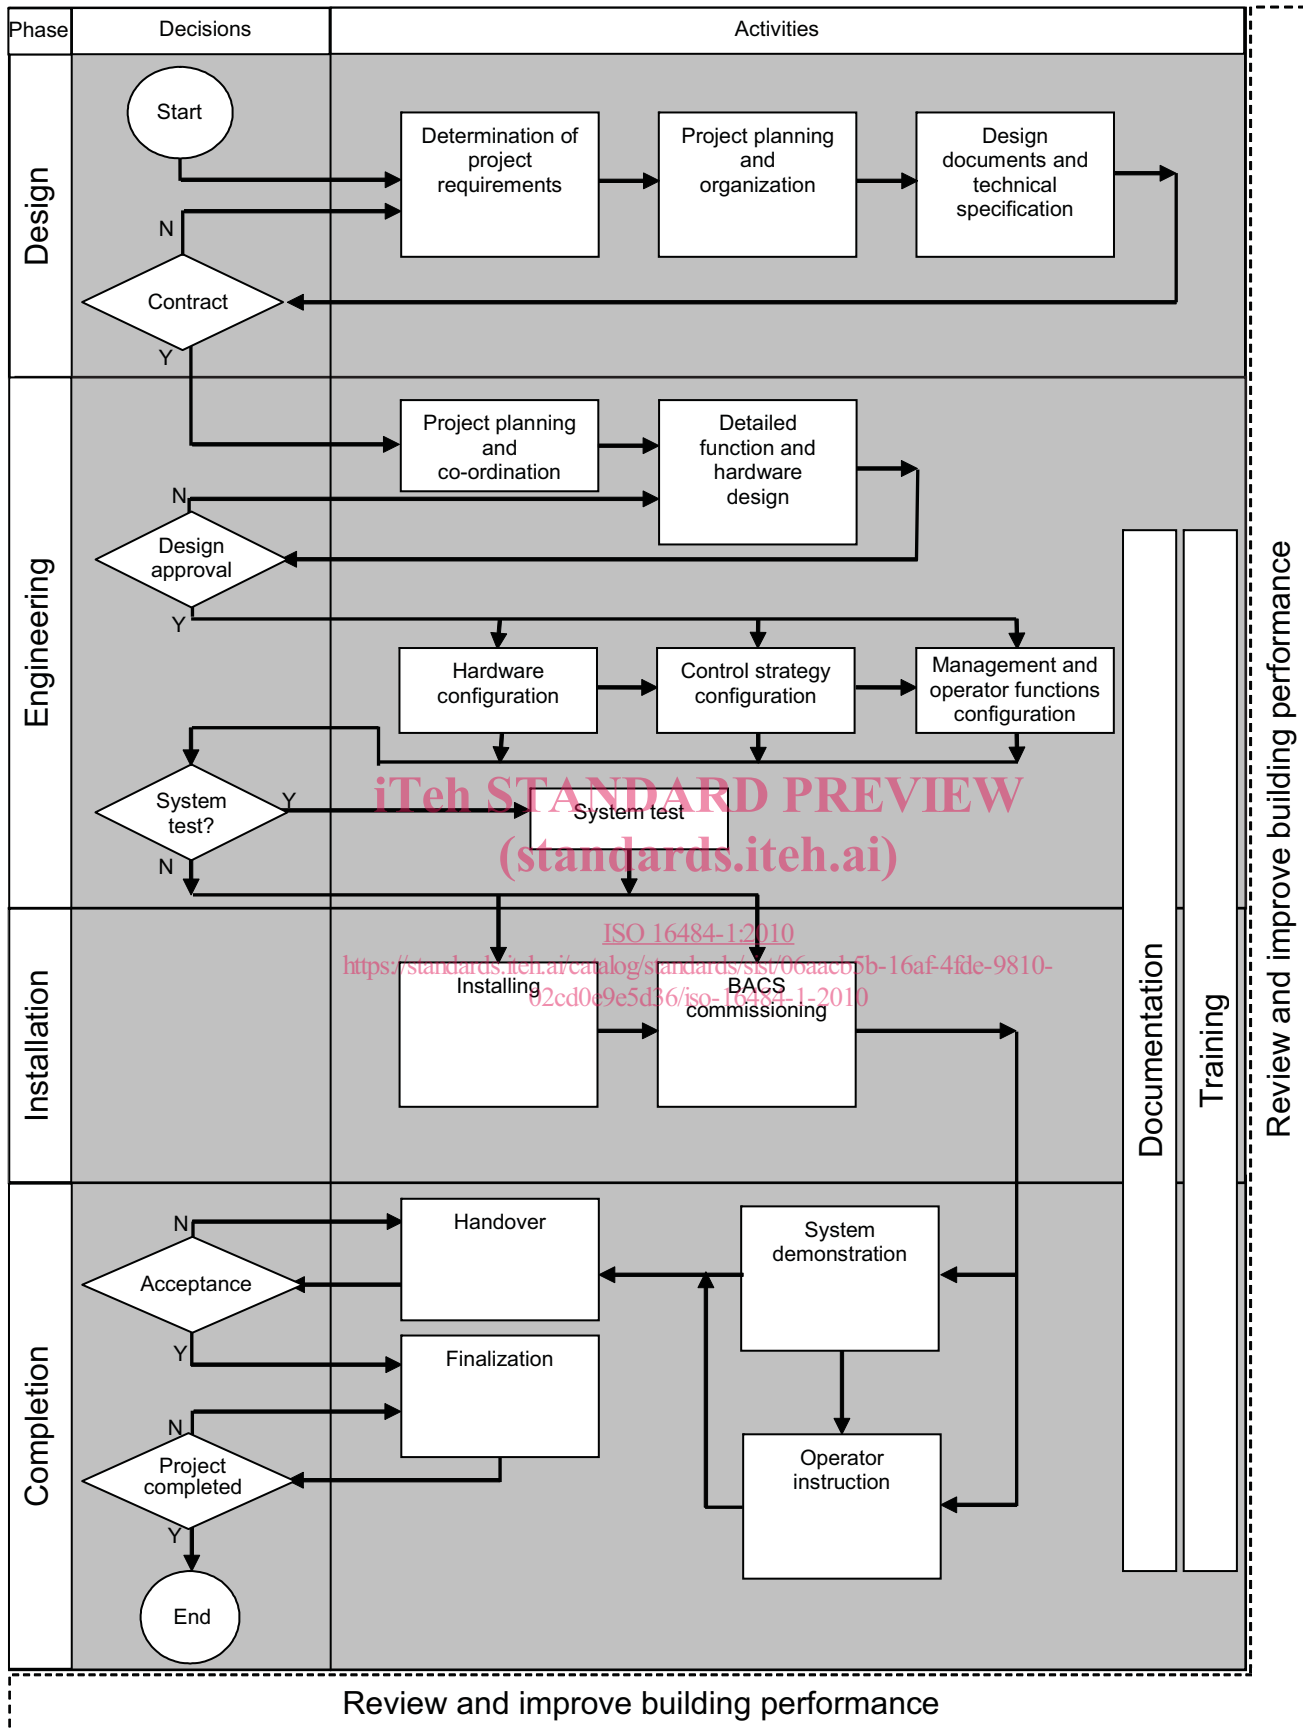 Phase
Decisions
Activities
Design
Start
Determination of
project
requirements
Project planning
and
organization
Design
documents and
technical
specification
N
Contract
Y
Engineering
Project planning
and
co-ordination
Detailed
function and
hardware
design
N
Design
approval
Y
Hardware
configuration
Control strategy
configuration
Management and
operator functions
configuration
System
test?
Y
System test
N
iTeh STANDARD PREVIEW
(standards.iteh.ai)
ISO 16484-1:2010
https://standards.iteh.ai/catalog/standards/sist/06aacb5b-16af-4fde-9810-
02cd0c9e5d36/iso-16484-1-2010
Installation
Installing
BACS
commissioning
Documentation
Training
Completion
N
Handover
System
demonstration
Acceptance
Y
Finalization
N
Project
completed
Operator
instruction
Y
End
Review and improve building performance
Review and improve building performance